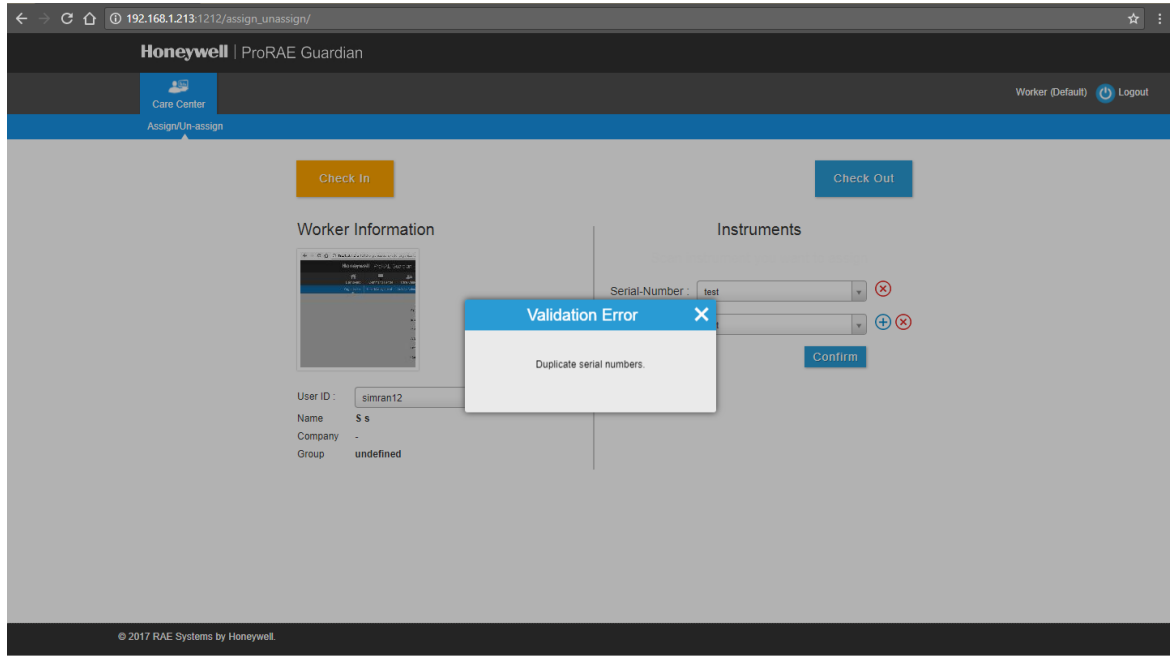 192.168.1.213:1212/assign_unassign/
Honeywell | ProRAE Guardian
Care Center
Worker (Default) Logout
Assign/Un-assign
Check In
Check Out
Worker Information
Instruments
Serial-Number : test
Validation Error
Duplicate serial numbers.
Confirm
User ID : simran12
Name S s
Company -
Group undefined
© 2017 RAE Systems by Honeywell.